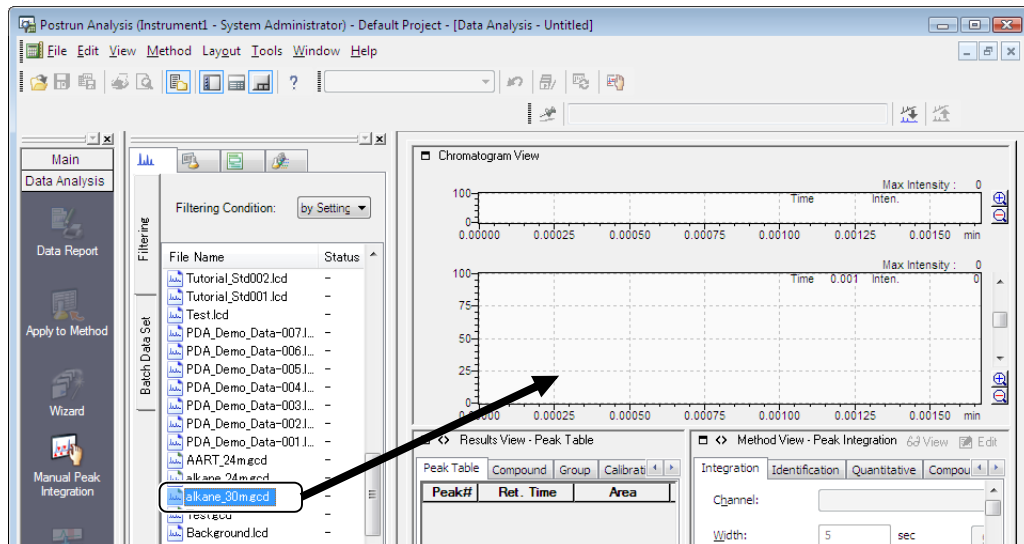 Postrun Analysis (Instrument1 - System Administrator) - Default Project - [Data Analysis - Untitled]
File Edit View Method Layout Tools Window Help
?
Main
Data Analysis
Data Report
Apply to Method
Wizard
Manual Peak
Integration
Filtering
Batch Data Set
Filtering Condition: by Setting
File Name Status
Tutorial_Std002.lcd -
Tutorial_Std001.lcd -
Test.lcd -
PDA_Demo_Data-007.l... -
PDA_Demo_Data-006.l... -
PDA_Demo_Data-005.l... -
PDA_Demo_Data-004.l... -
PDA_Demo_Data-003.l... -
PDA_Demo_Data-002.l... -
PDA_Demo_Data-001.l... -
AART_24m.gcd -
alkane_24m.gcd -
alkane_30m.gcd -
Test.gcd -
Background.lcd -
Chromatogram View
Max Intensity : 0
Time Inten.
100
0
0.00000 0.00025 0.00050 0.00075 0.00100 0.00125 0.00150 min
Max Intensity : 0
Time 0.001 Inten. 0
100
75
50
25
0
0.00000 0.00025 0.00050 0.00075 0.00100 0.00125 0.00150 min
Results View - Peak Table
Peak Table Compound Group Calibrati
Peak# Ret. Time Area
Method View - Peak Integration View Edit
Integration Identification Quantitative Compou
Channel:
Width: 5 sec